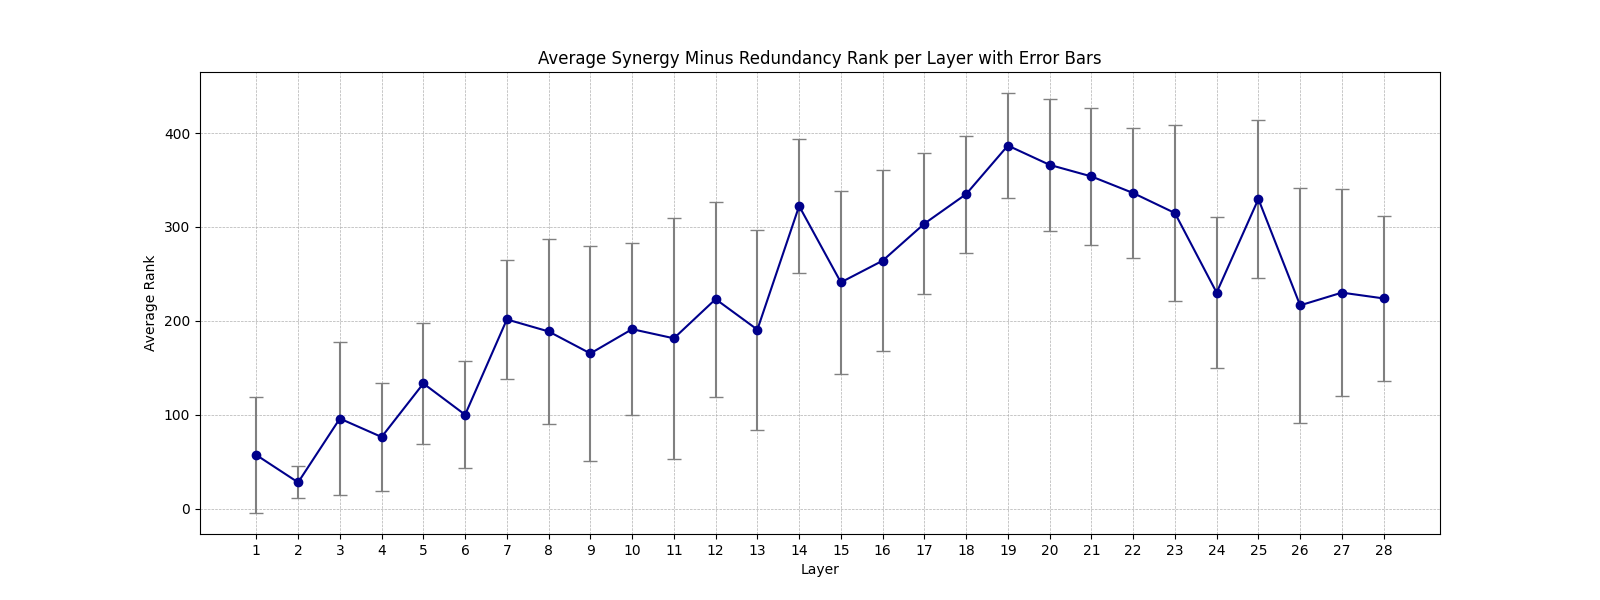 Average Synergy Minus Redundancy Rank per Layer with Error Bars
Average Rank
400
300
200
100
0
1 2 3 4 5 6 7 8 9 10 11 12 13 14 15 16 17 18 19 20 21 22 23 24 25 26 27 28
Layer